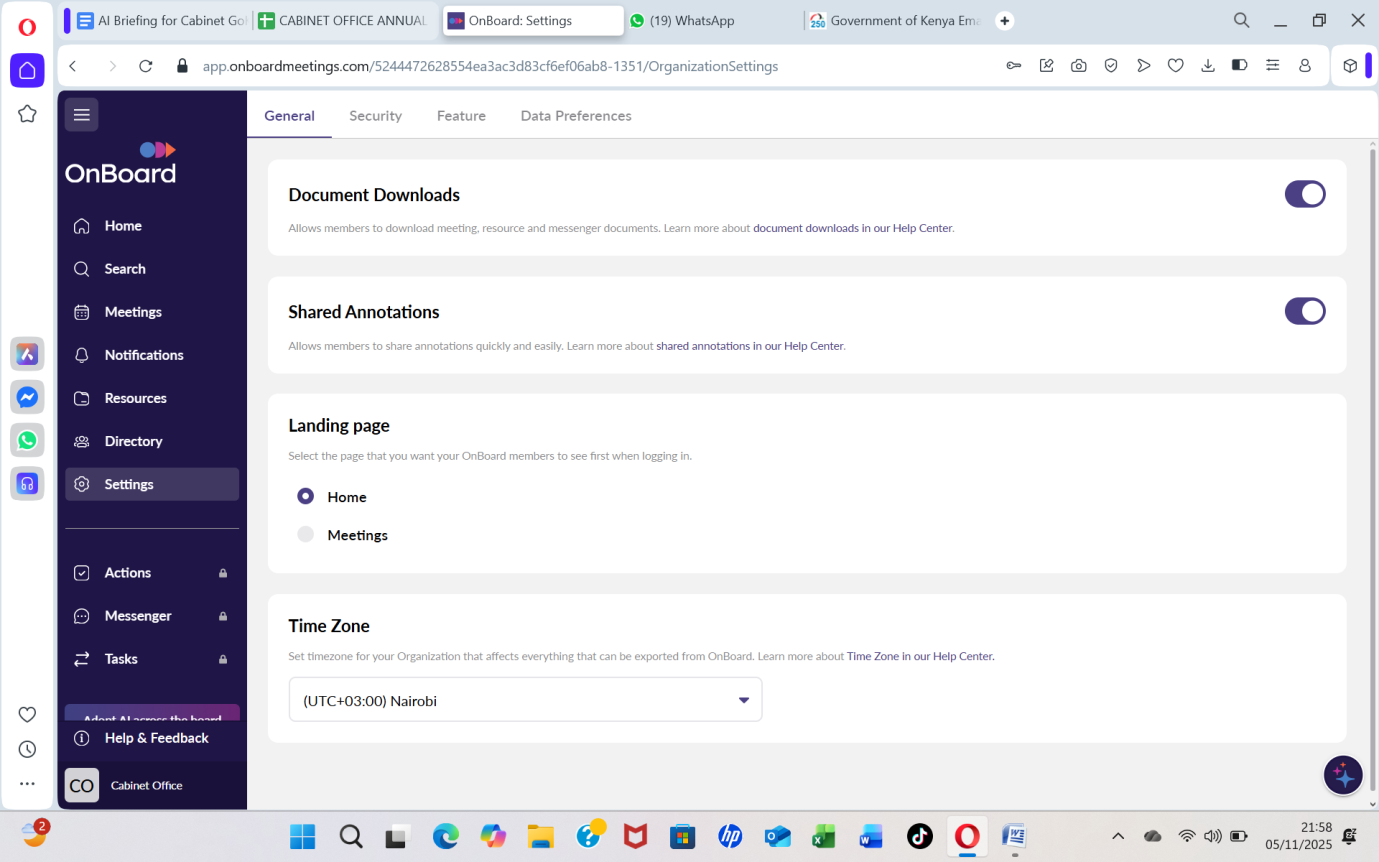 AI Briefing for Cabinet Go
CABINET OFFICE ANNUAL
OnBoard: Settings
(19) WhatsApp
250
Government of Kenya Ema
app.onboardmeetings.com/5244472628554ea3ac3d83cf6ef06ab8-1351/OrganizationSettings
OnBoard
Home
Search
Meetings
Notifications
Resources
Directory
Settings
Actions
Messenger
Tasks
Adopt AI across the board
Help & Feedback
CO
Cabinet Office
General
Security
Feature
Data Preferences
Document Downloads
Allows members to download meeting, resource and messenger documents. Learn more about document downloads in our Help Center.
Shared Annotations
Allows members to share annotations quickly and easily. Learn more about shared annotations in our Help Center.
Landing page
Select the page that you want your OnBoard members to see first when logging in.
Home
Meetings
Time Zone
Set timezone for your Organization that affects everything that can be exported from OnBoard. Learn more about Time Zone in our Help Center.
(UTC+03:00) Nairobi
2
21:58
05/11/2025